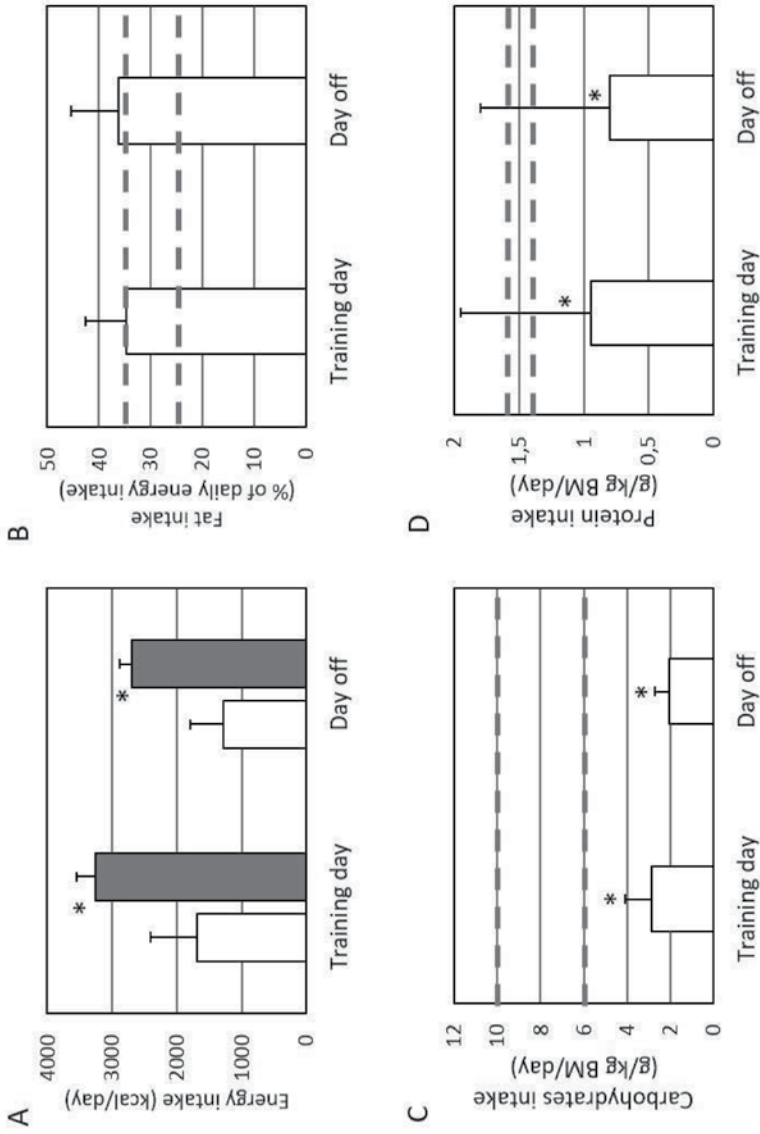 A
Energy intake (kcal/day)
4000
3000
2000
1000
0
*
*
Training day
Day off
B
Fat intake
(% of daily energy intake)
50
40
30
20
10
0
Training day
Day off
C
Carbohydrates intake
(g/kg BM/day)
12
10
8
6
4
2
0
*
*
Training day
Day off
D
Protein intake
(g/kg BM/day)
2
1,5
1
0,5
0
*
*
Training day
Day off